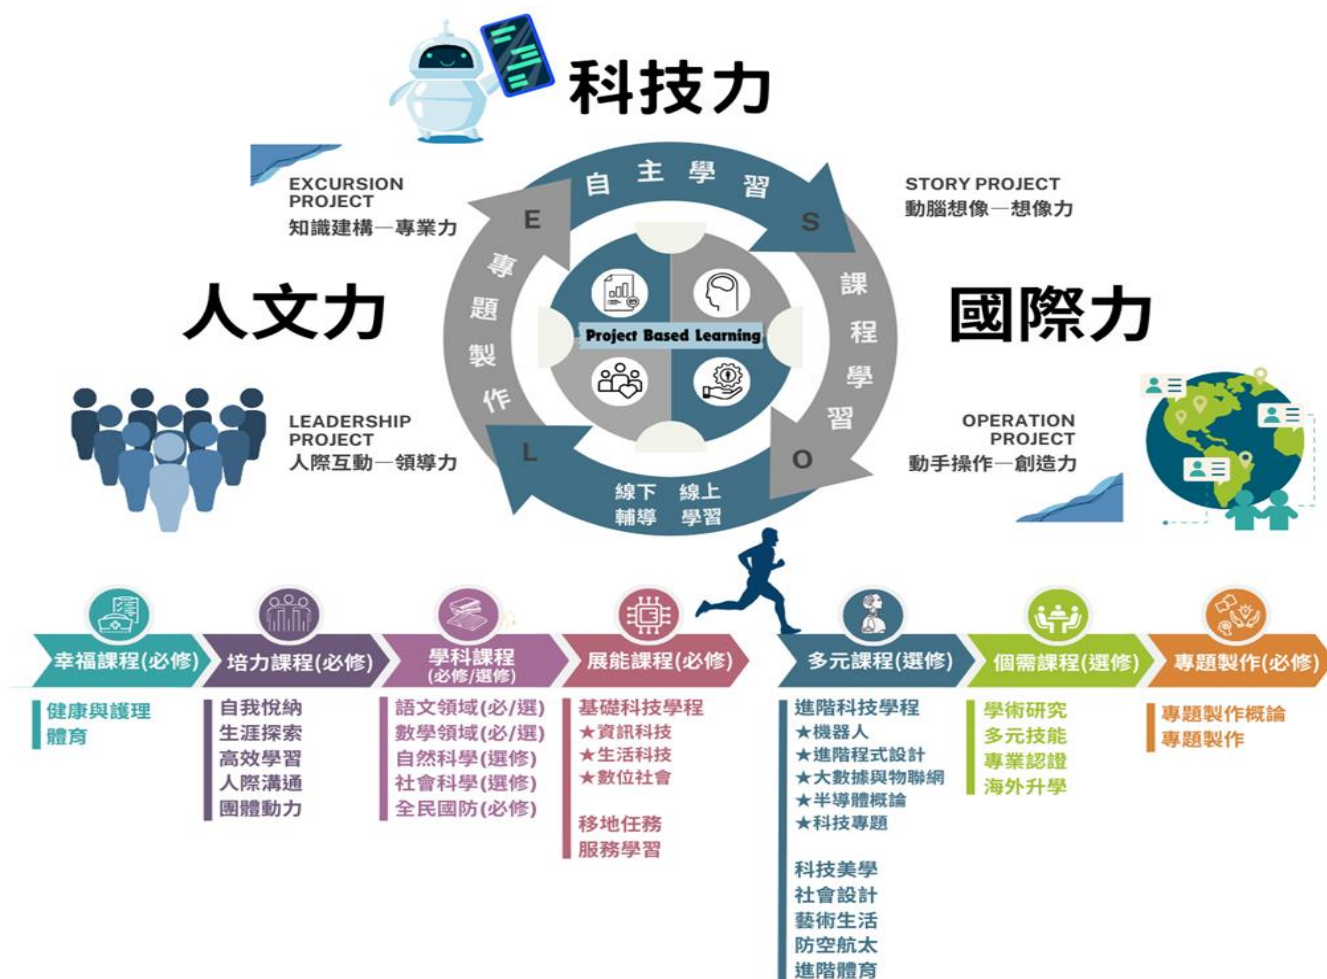 科技力
EXCURSION
PROJECT
知識建構—專業力
STORY PROJECT
動腦想像—想像力
人文力
國際力
LEADERSHIP
PROJECT
人際互動—領導力
OPERATION
PROJECT
動手操作—創造力
自主學習
S
課程學習
O
線下 線上
輔導 學習
L
專題製作
E
Project Based Learning
幸福課程(必修)
健康與護理
體育
培力課程(必修)
自我悅納
生涯探索
高效學習
人際溝通
團體動力
學科課程
(必修/選修)
語文領域(必/選)
數學領域(必/選)
自然科學(選修)
社會科學(選修)
全民國防(必修)
展能課程(必修)
基礎科技學程
★資訊科技
★生活科技
★數位社會
移地任務
服務學習
多元課程(選修)
進階科技學程
★機器人
★進階程式設計
★大數據與物聯網
★半導體概論
★科技專題
科技美學
社會設計
藝術生活
防空航太
進階體育
個需課程(選修)
學術研究
多元技能
專業認證
海外升學
專題製作(必修)
專題製作概論
專題製作